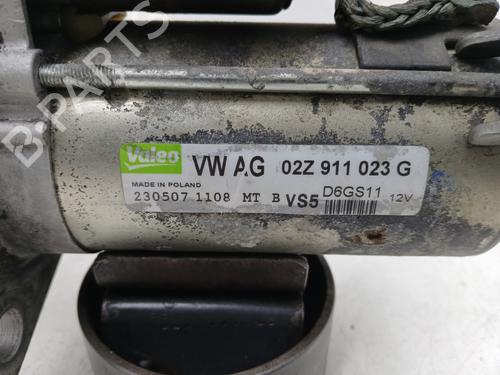 Valeo VW AG 02Z 911 023 G
MADE IN POLAND
230507 1108 MT B VS5 D6GS11 12V
B-PARTS